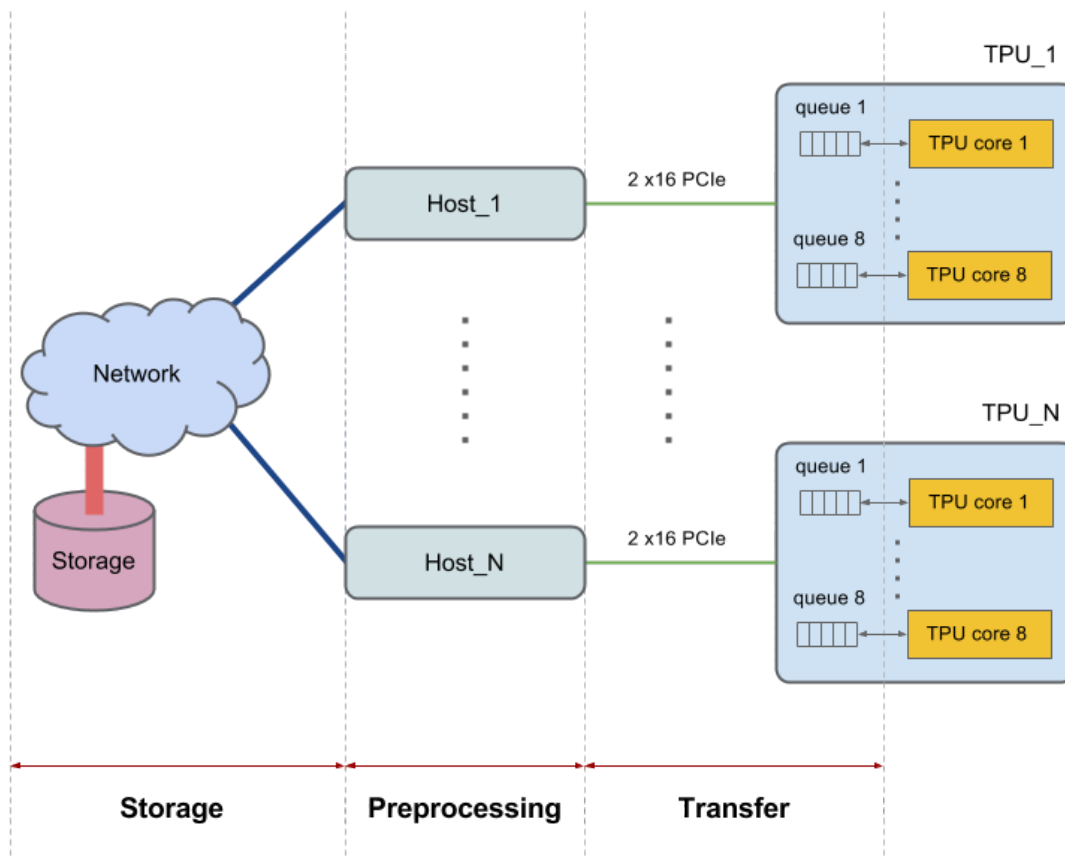 TPU_1
queue 1
TPU core 1
2 x16 PCIe
Host_1
queue 8
TPU core 8
Network
TPU_N
queue 1
TPU core 1
2 x16 PCIe
Host_N
Storage
queue 8
TPU core 8
Storage
Preprocessing
Transfer